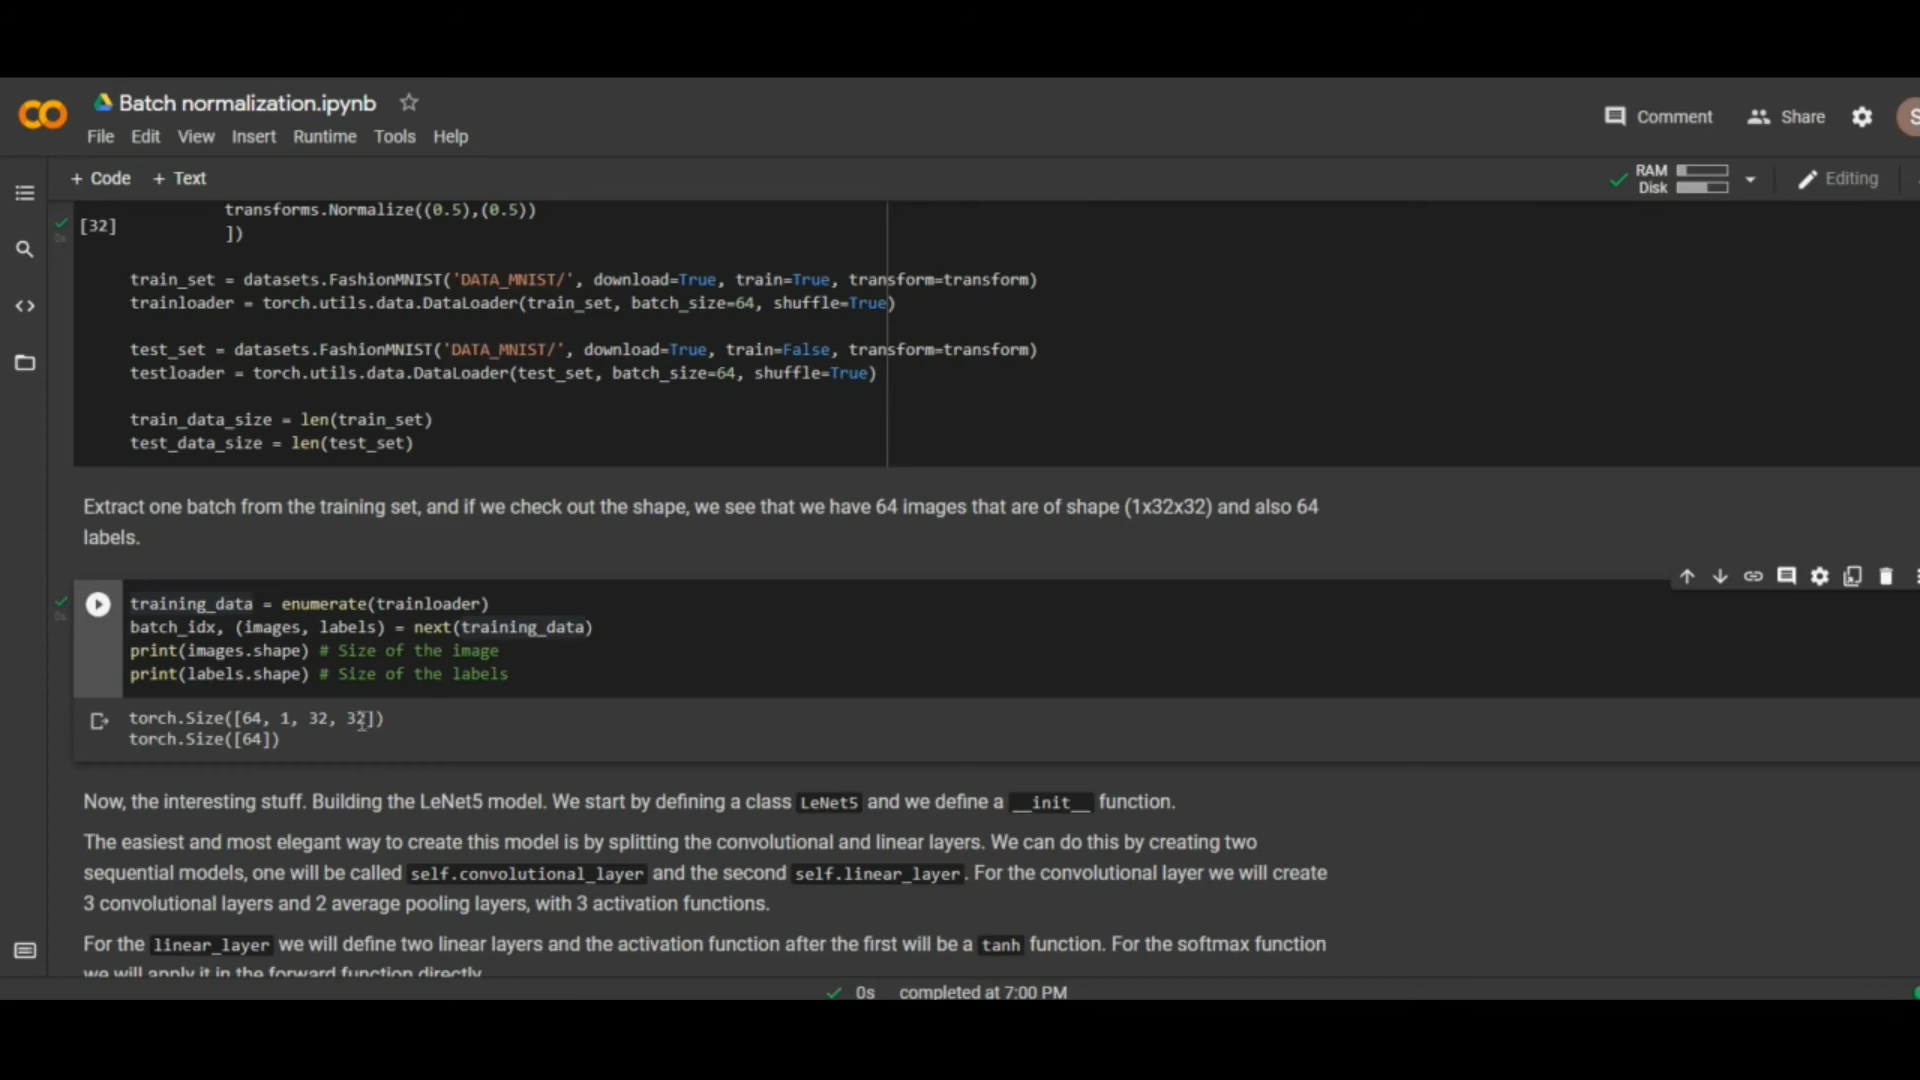 Batch normalization.ipynb
File Edit View Insert Runtime Tools Help
Comment Share S
+ Code + Text
RAM
Disk
Editing
transforms.Normalize((0.5),(0.5))
[32]
])
train_set = datasets.FashionMNIST('DATA_MNIST/', download=True, train=True, transform=transform)
trainloader = torch.utils.data.DataLoader(train_set, batch_size=64, shuffle=True)
test_set = datasets.FashionMNIST('DATA_MNIST/', download=True, train=False, transform=transform)
testloader = torch.utils.data.DataLoader(test_set, batch_size=64, shuffle=True)
train_data_size = len(train_set)
test_data_size = len(test_set)
Extract one batch from the training set, and if we check out the shape, we see that we have 64 images that are of shape (1x32x32) and also 64
labels.
training_data = enumerate(trainloader)
batch_idx, (images, labels) = next(training_data)
print(images.shape) # Size of the image
print(labels.shape) # Size of the labels
torch.Size([64, 1, 32, 32])
torch.Size([64])
Now, the interesting stuff. Building the LeNet5 model. We start by defining a class LeNet5 and we define a __init__ function.
The easiest and most elegant way to create this model is by splitting the convolutional and linear layers. We can do this by creating two
sequential models, one will be called self.convolutional_layer and the second self.linear_layer. For the convolutional layer we will create
3 convolutional layers and 2 average pooling layers, with 3 activation functions.
For the linear_layer we will define two linear layers and the activation function after the first will be a tanh function. For the softmax function
we will apply it in the forward function directly
0s completed at 7:00 PM